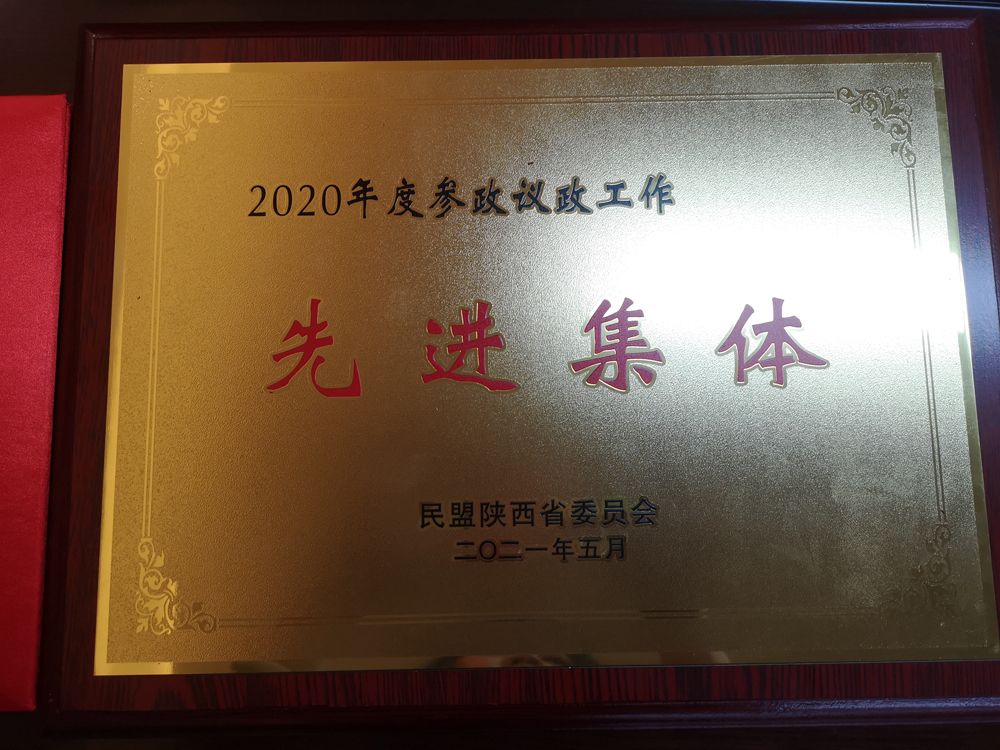 2020年度参政议政工作
先进集体
民盟陕西省委员会
二〇二一年五月